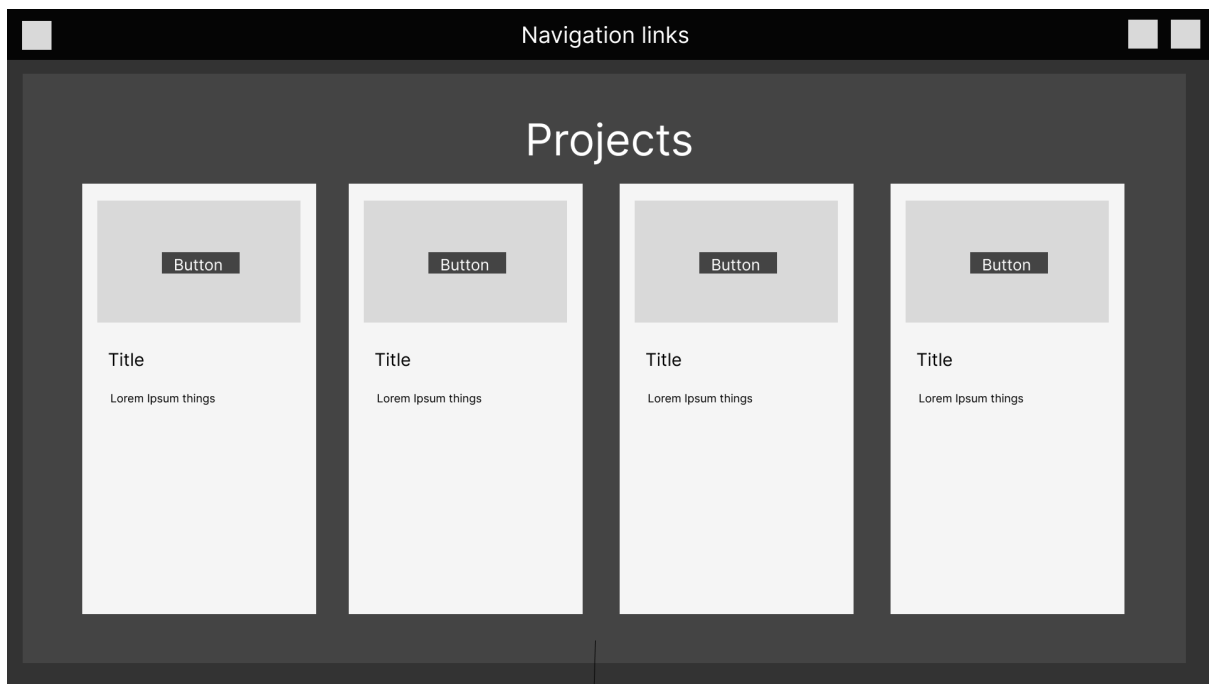 Navigation links
Projects
Button
Button
Button
Button
Title
Title
Title
Title
Lorem Ipsum things
Lorem Ipsum things
Lorem Ipsum things
Lorem Ipsum things